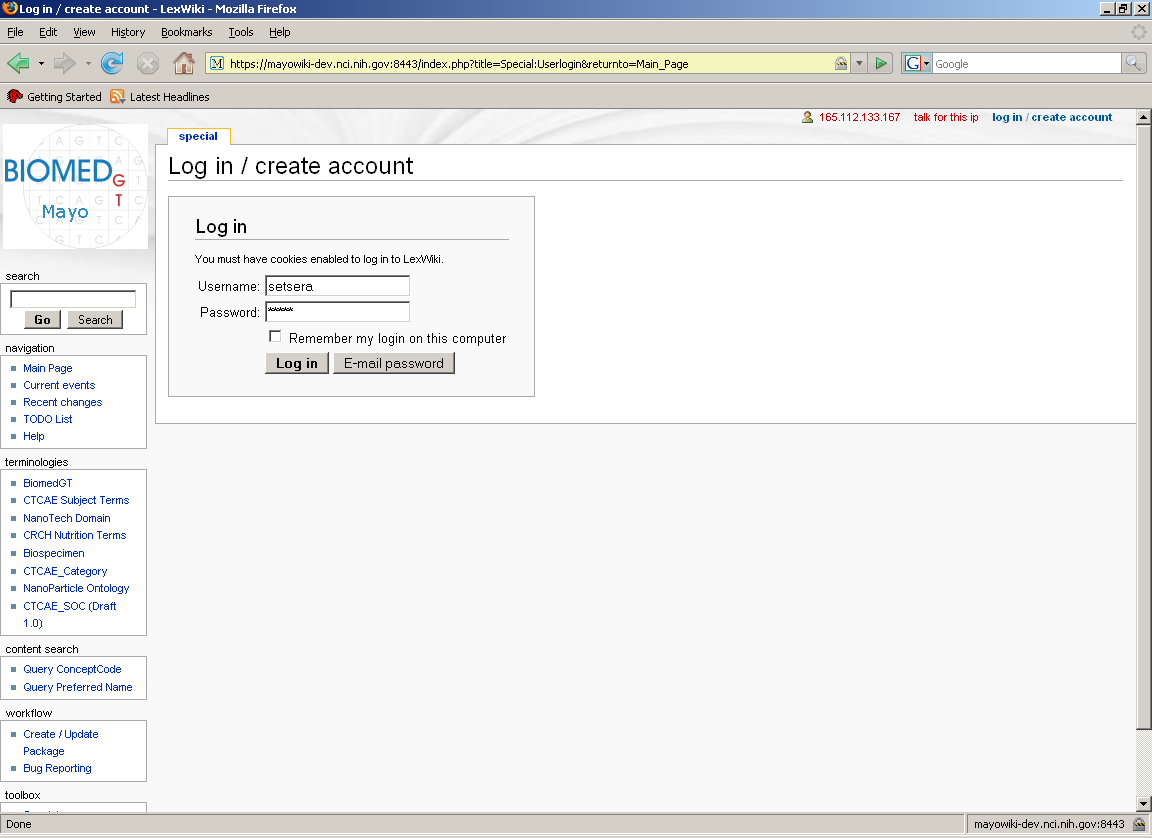 Log in / create account - LexWiki - Mozilla Firefox
File Edit View History Bookmarks Tools Help
M https://mayowiki-dev.nci.nih.gov:8443/index.php?title=Special:Userlogin&returnto=Main_Page G Google
Getting Started Latest Headlines
165.112.133.167 talk for this ip log in / create account
special
Log in / create account
BIOMED
G
T
Mayo
Log in
You must have cookies enabled to log in to LexWiki.
Username: setsera
Password: *****
Remember my login on this computer
Log in E-mail password
search
Go Search
navigation
Main Page
Current events
Recent changes
TODO List
Help
terminologies
BiomedGT
CTCAE Subject Terms
NanoTech Domain
CRCH Nutrition Terms
Biospecimen
CTCAE_Category
NanoParticle Ontology
CTCAE_SOC (Draft
1.0)
content search
Query ConceptCode
Query Preferred Name
workflow
Create / Update
Package
Bug Reporting
toolbox
Done mayowiki-dev.nci.nih.gov:8443